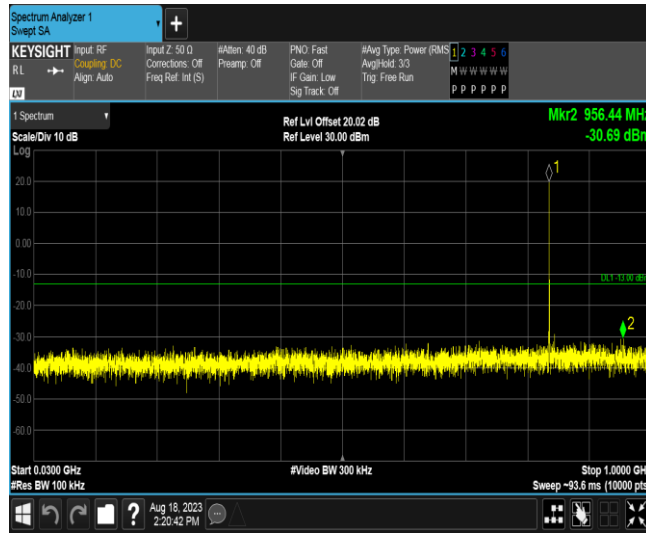 Spectrum Analyzer 1
Swept SA
KEYSIGHT
RL
LXI
Input: RF
Coupling: DC
Align: Auto
Input Z: 50 Ω
Corrections: Off
Freq Ref: Int (S)
#Atten: 40 dB
Preamp: Off
PNO: Fast
Gate: Off
IF Gain: Low
Sig Track: Off
#Avg Type: Power (RMS
Avg|Hold: 3/3
Trig: Free Run
1 2 3 4 5 6
M W W W W W
P P P P P P
1 Spectrum
Scale/Div 10 dB
Ref Lvl Offset 20.02 dB
Ref Level 30.00 dBm
Mkr2 956.44 MHz
-30.69 dBm
Log
20.0
10.0
0.00
-10.0
-20.0
-30.0
-40.0
-50.0
-60.0
1
DL1 -13.00 dBm
2
Start 0.0300 GHz
#Res BW 100 kHz
#Video BW 300 kHz
Stop 1.0000 GH
Sweep ~93.6 ms (10000 pts
?
Aug 18, 2023
2:20:42 PM